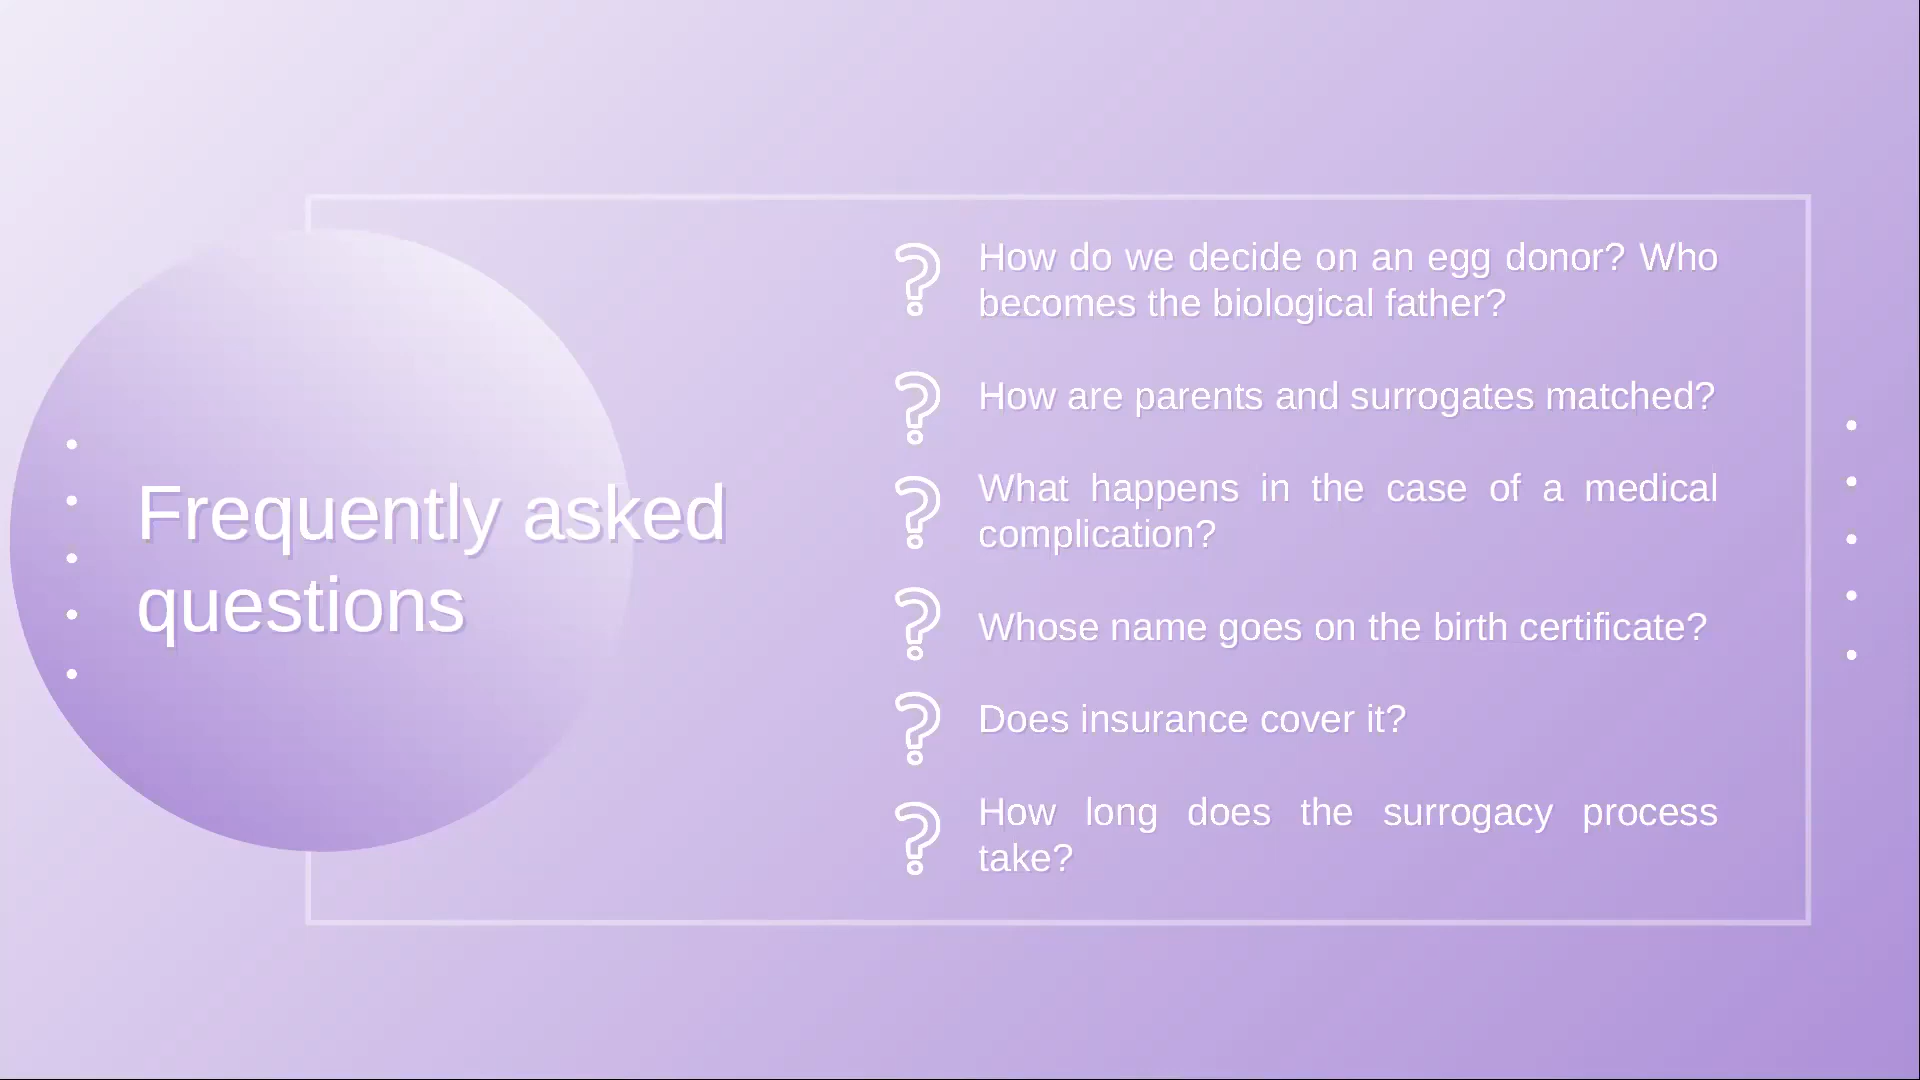 Frequently asked
questions
How do we decide on an egg donor? Who
becomes the biological father?
How are parents and surrogates matched?
What happens in the case of a medical
complication?
Whose name goes on the birth certificate?
Does insurance cover it?
How long does the surrogacy process
take?